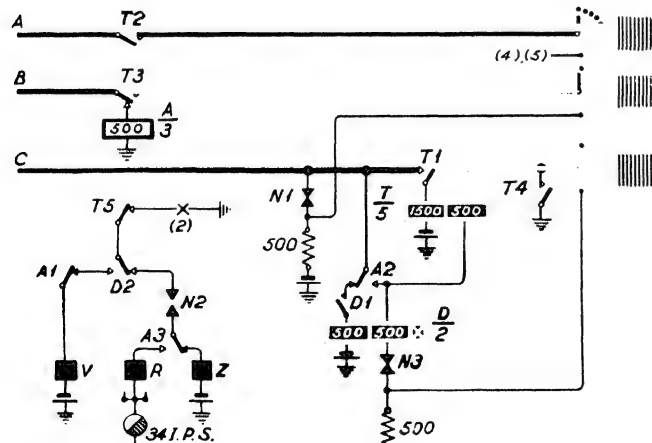 A T2
(4),(5)
B T3
500 A/3
C T1
N1 T/5 T4
T5 (2) 1500 500
500
A1 D2 N2 A2
D1
A3 500 500 D/2
V R Z N3
34 I.P.S. 500